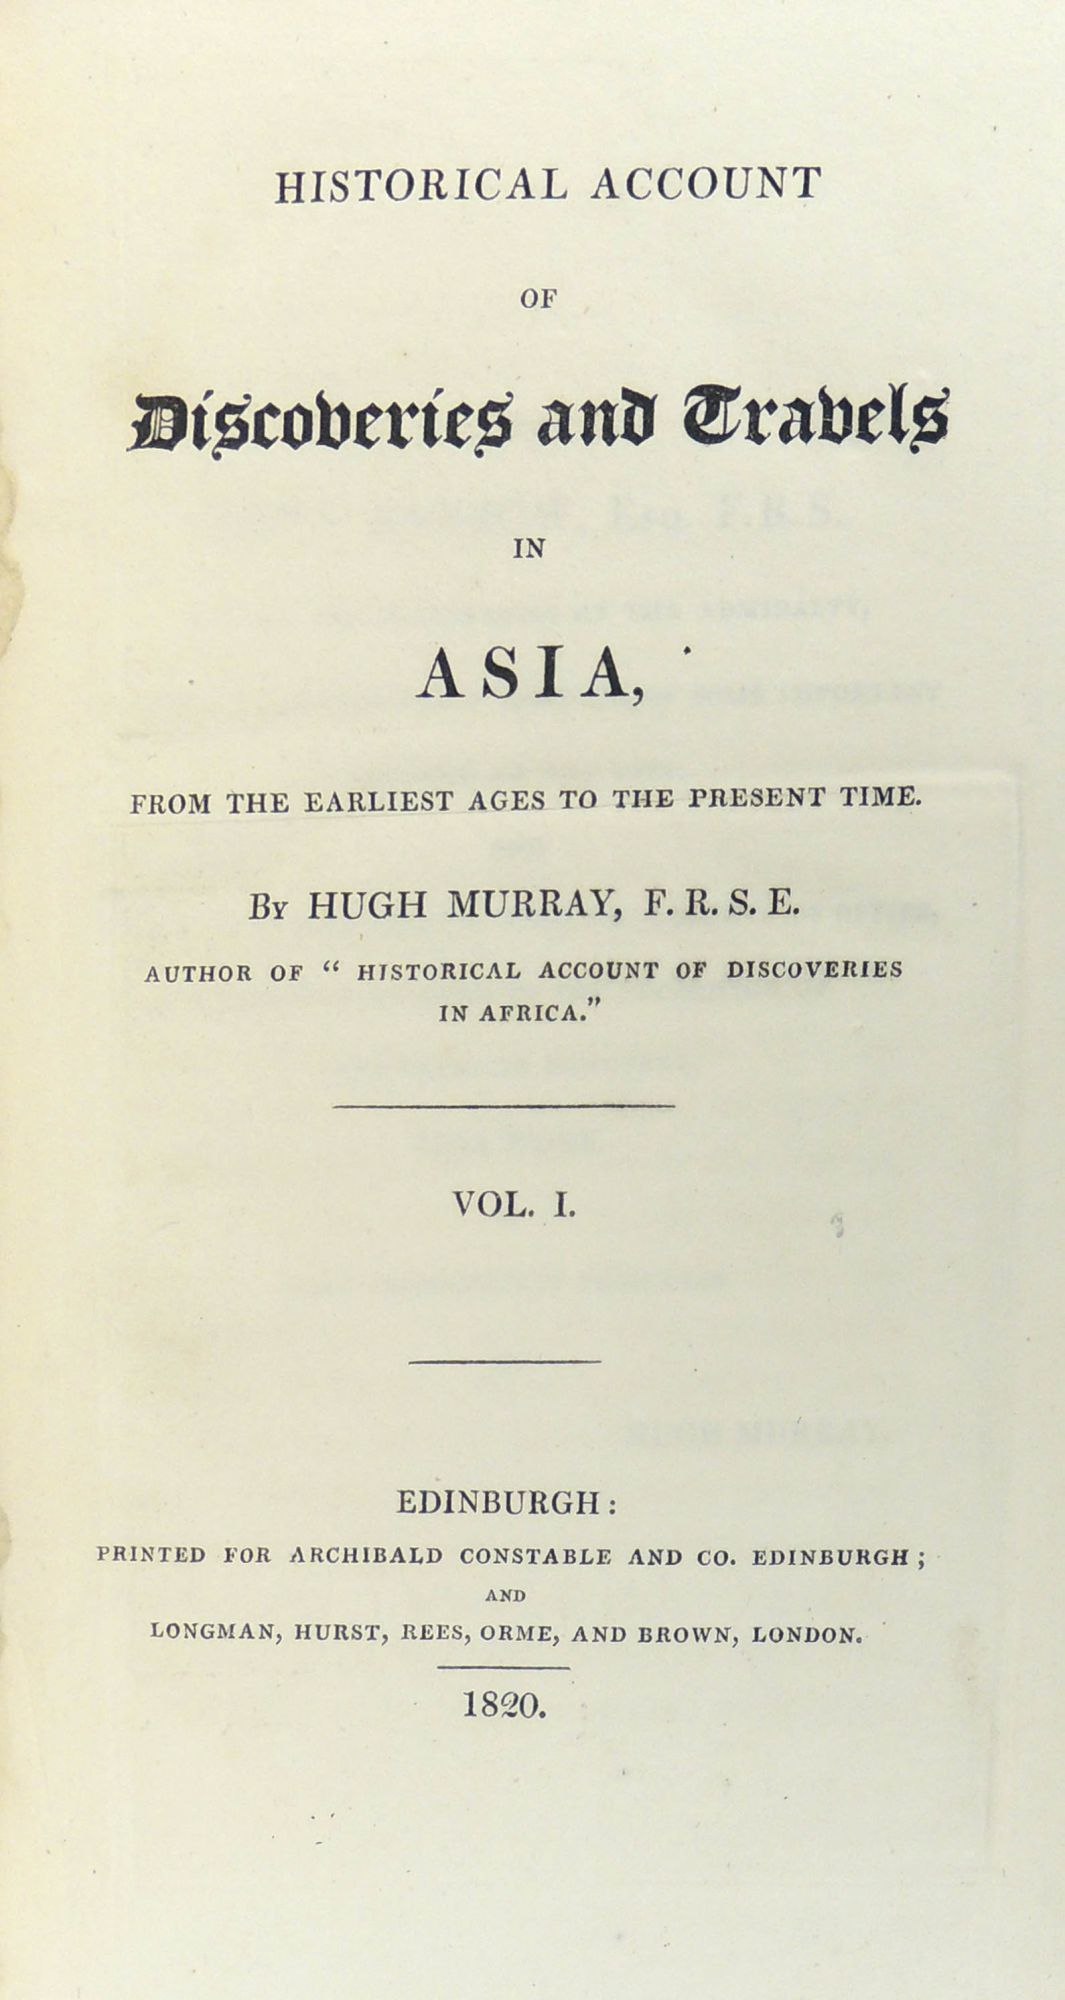 HISTORICAL ACCOUNT
OF
Discoveries and Travels
IN
ASIA,
FROM THE EARLIEST AGES TO THE PRESENT TIME.
By HUGH MURRAY, F. R. S. E.
AUTHOR OF “ HISTORICAL ACCOUNT OF DISCOVERIES
IN AFRICA.”
VOL. I.
EDINBURGH:
PRINTED FOR ARCHIBALD CONSTABLE AND CO. EDINBURGH;
AND
LONGMAN, HURST, REES, ORME, AND BROWN, LONDON.
1820.